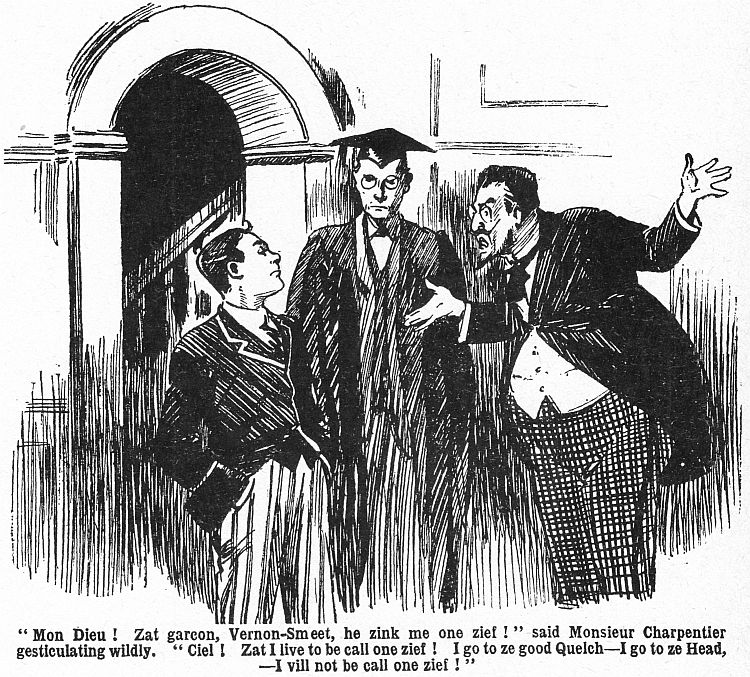 " Mon Dieu ! Zat garcon, Vernon-Smeet, he zink me one zief ! " said Monsieur Charpentier
gesticulating wildly. " Ciel ! Zat I live to be call one zief ! I go to ze good Quelch—I go to ze Head,
—I vill not be call one zief ! "